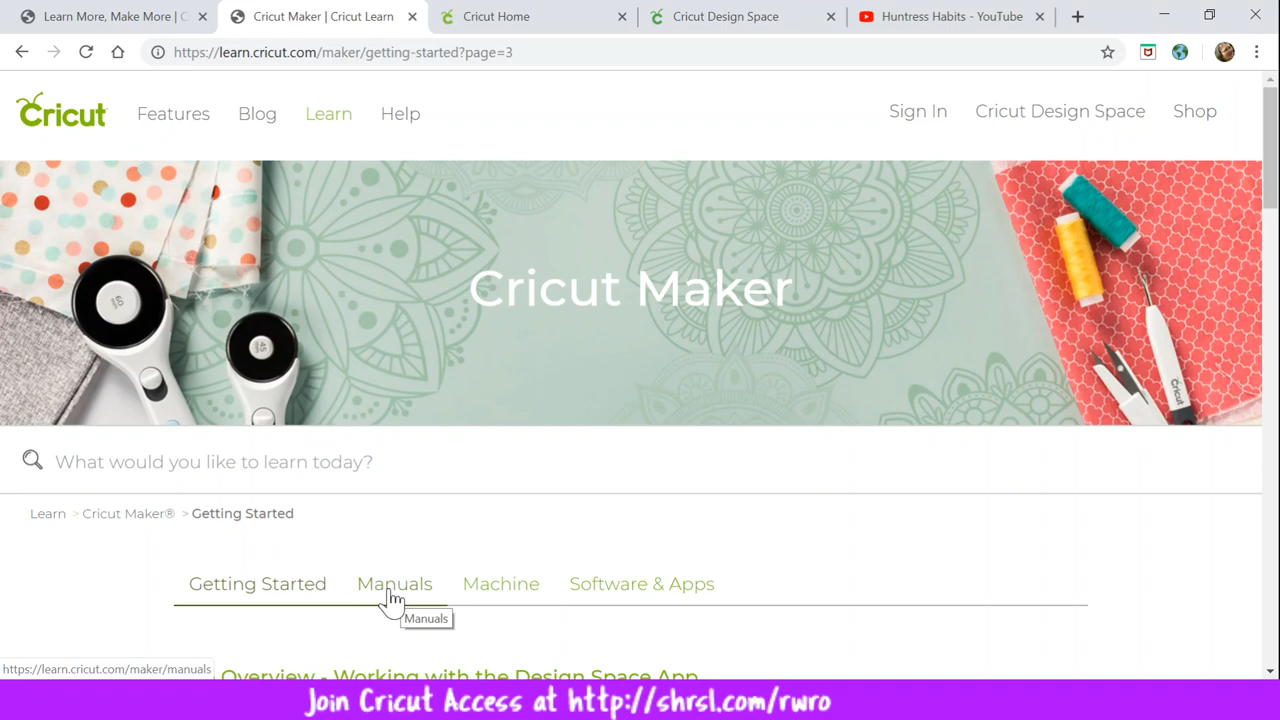 Learn More, Make More | C
Cricut Maker | Cricut Learn
Cricut Home
Cricut Design Space
Huntress Habits - YouTube
https://learn.cricut.com/maker/getting-started?page=3
Cricut
Features
Blog
Learn
Help
Sign In
Cricut Design Space
Shop
60
45
Cricut Maker
cricut
What would you like to learn today?
Learn > Cricut Maker® > Getting Started
Getting Started
Manuals
Machine
Software & Apps
Manuals
https://learn.cricut.com/maker/manuals
Overview - Working with the Design Space App
Join Cricut Access at http://shrsl.com/rwro